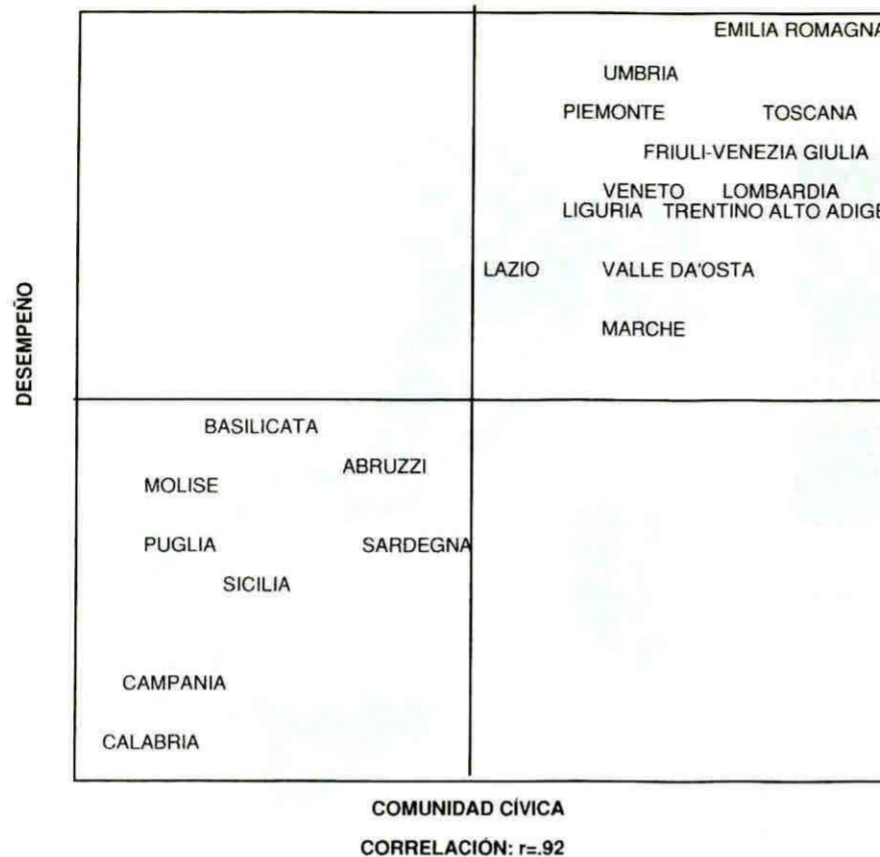 EMILIA ROMAGNA
UMBRIA
PIEMONTE TOSCANA
FRIULI-VENEZIA GIULIA
VENETO LOMBARDIA
LIGURIA TRENTINO ALTO ADIGE
LAZIO VALLE DA'OSTA
MARCHE
DESEMPEÑO
BASILICATA
ABRUZZI
MOLISE
PUGLIA SARDEGNA
SICILIA
CAMPANIA
CALABRIA
COMUNIDAD CÍVICA
CORRELACIÓN: r=.92